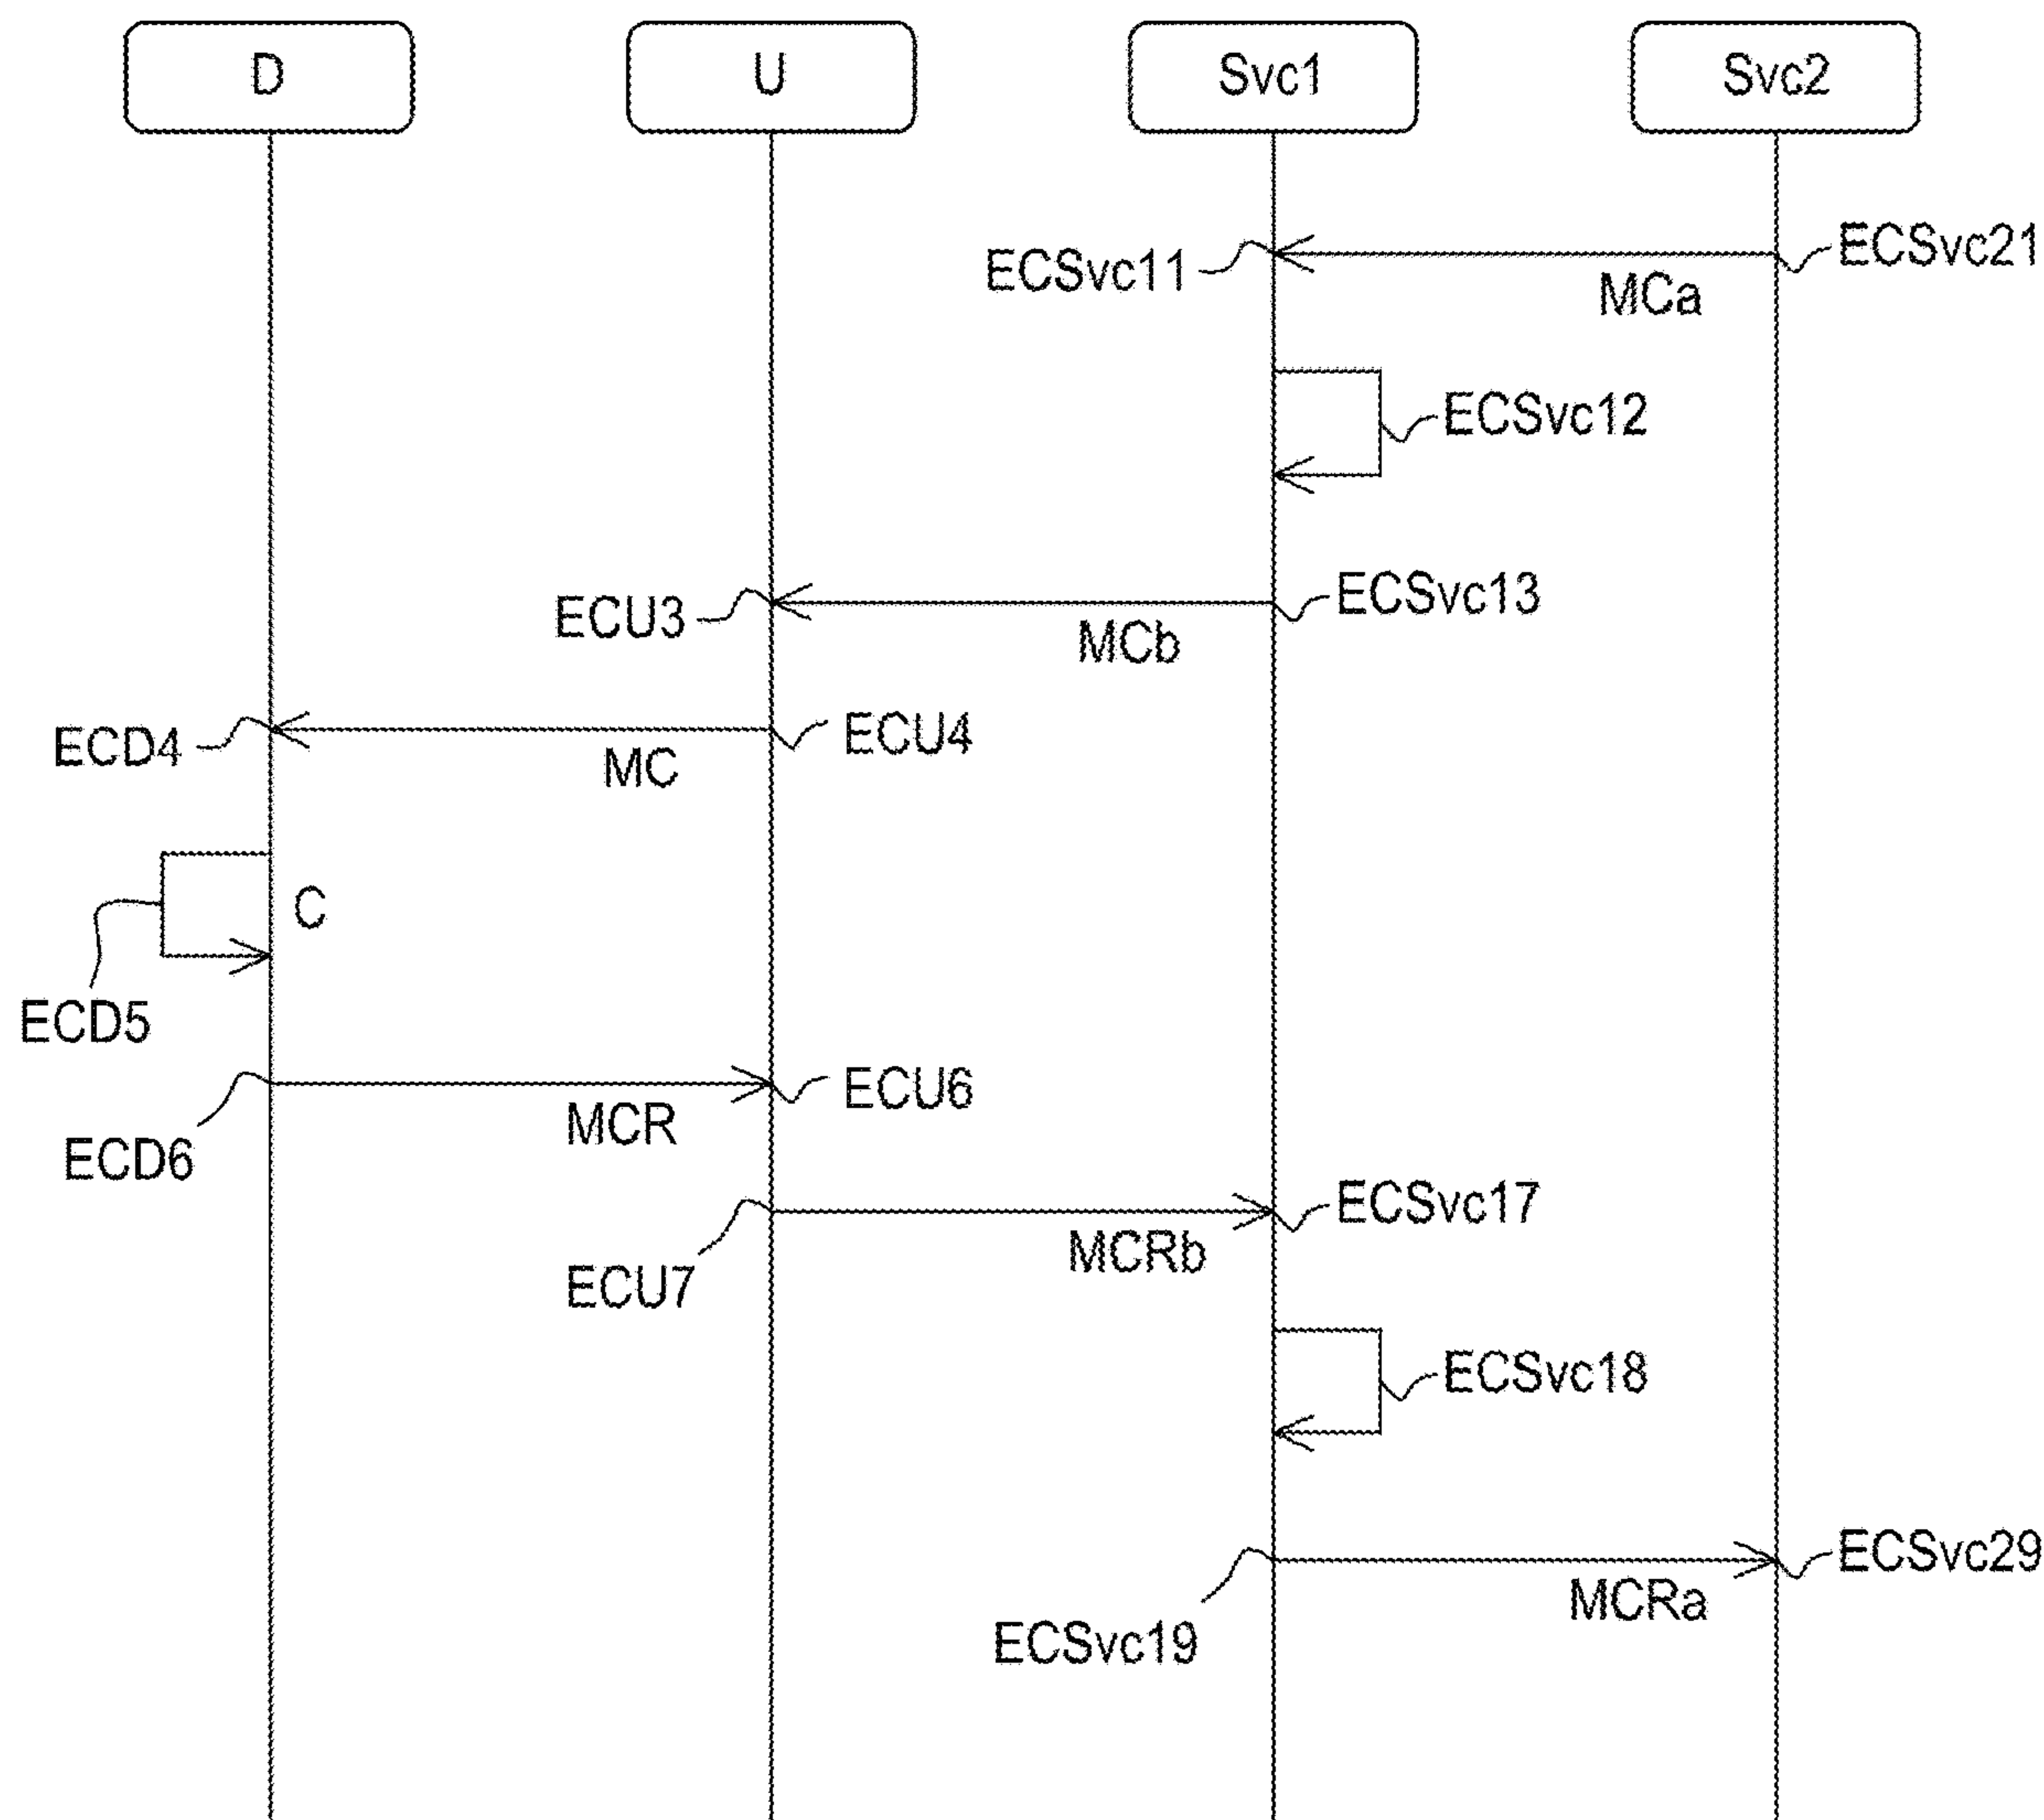 D
U
Svc1
Svc2
ECSvc11
ECSvc21
MCa
ECSvc12
ECU3
ECSvc13
MCb
ECD4
ECU4
MC
C
ECD5
ECU6
MCR
ECD6
ECSvc17
MCRb
ECU7
ECSvc18
ECSvc29
MCRa
ECSvc19